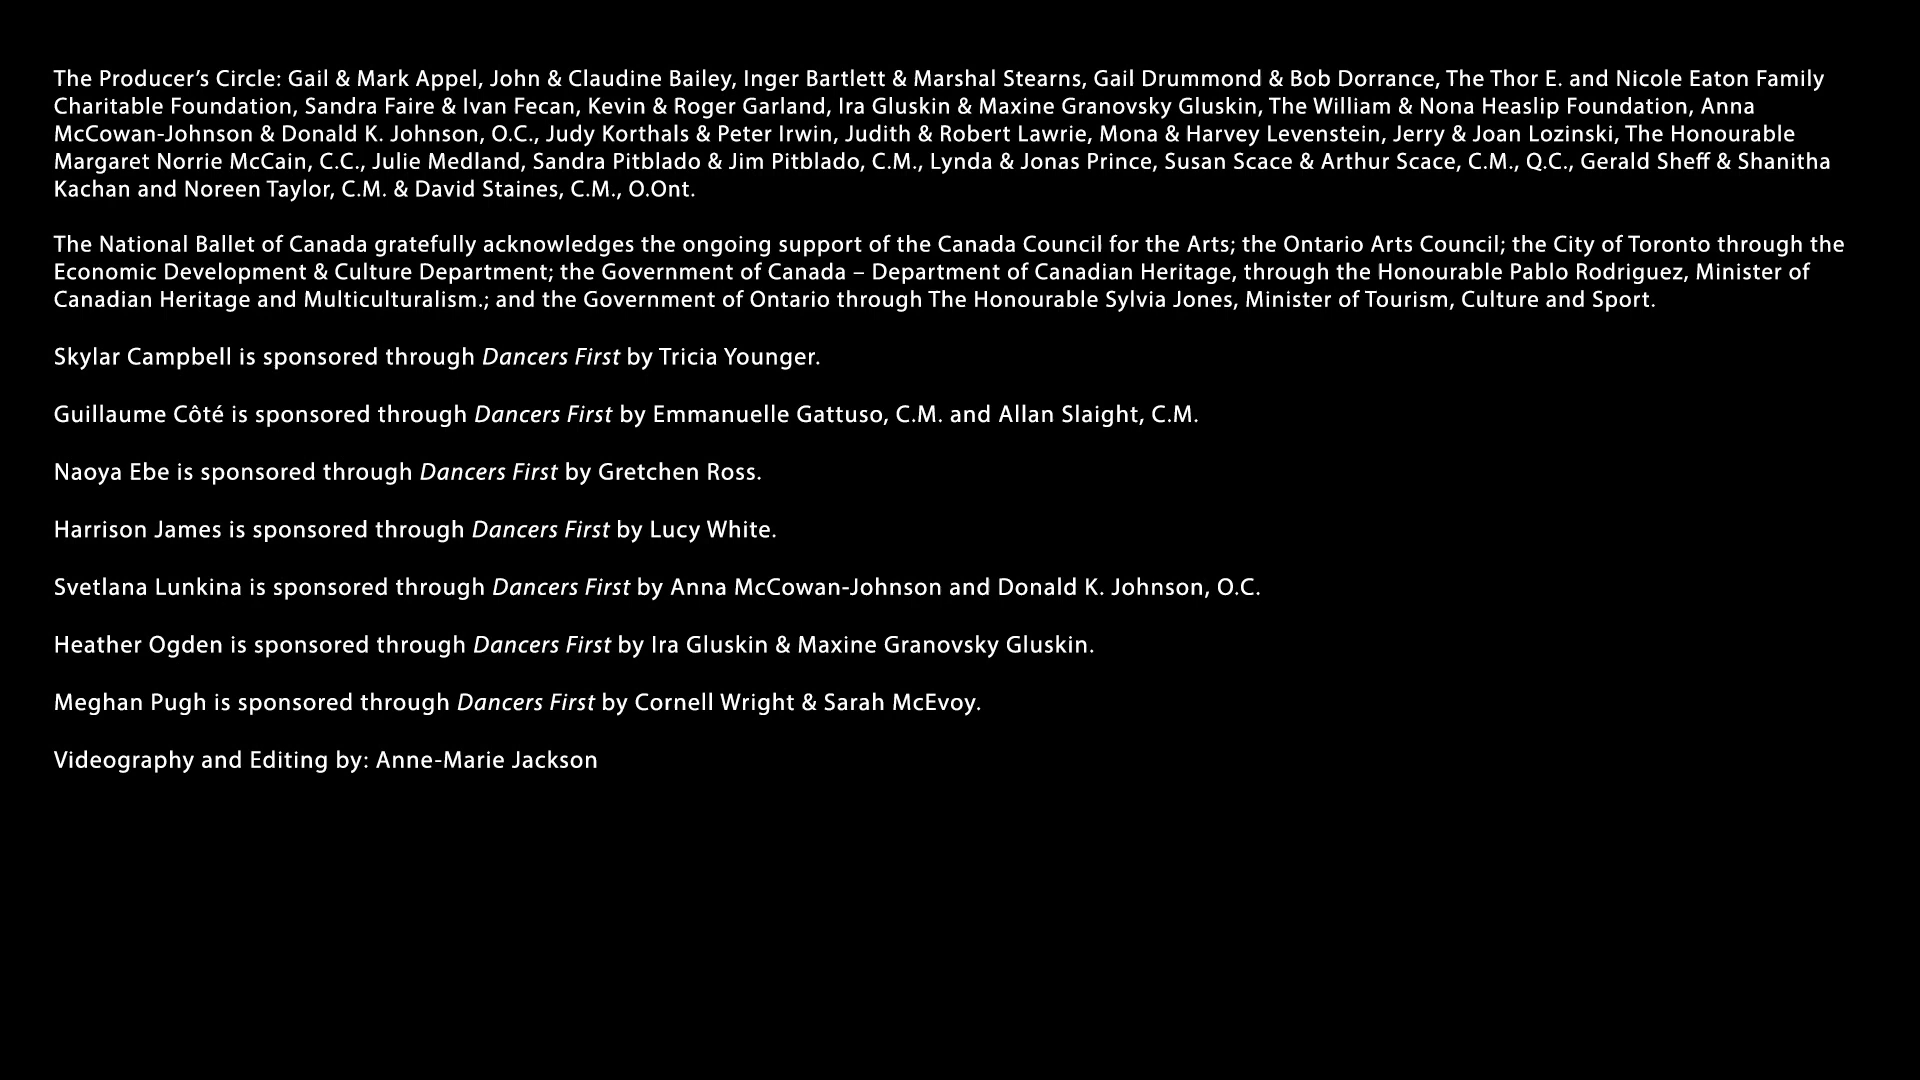 The Producer’s Circle: Gail & Mark Appel, John & Claudine Bailey, Inger Bartlett & Marshal Stearns, Gail Drummond & Bob Dorrance, The Thor E. and Nicole Eaton Family
Charitable Foundation, Sandra Faire & Ivan Fecan, Kevin & Roger Garland, Ira Gluskin & Maxine Granovsky Gluskin, The William & Nona Heaslip Foundation, Anna
McCowan-Johnson & Donald K. Johnson, O.C., Judy Korthals & Peter Irwin, Judith & Robert Lawrie, Mona & Harvey Levenstein, Jerry & Joan Lozinski, The Honourable
Margaret Norrie McCain, C.C., Julie Medland, Sandra Pitblado & Jim Pitblado, C.M., Lynda & Jonas Prince, Susan Scace & Arthur Scace, C.M., Q.C., Gerald Sheff & Shanitha
Kachan and Noreen Taylor, C.M. & David Staines, C.M., O.Ont.
The National Ballet of Canada gratefully acknowledges the ongoing support of the Canada Council for the Arts; the Ontario Arts Council; the City of Toronto through the
Economic Development & Culture Department; the Government of Canada – Department of Canadian Heritage, through the Honourable Pablo Rodriguez, Minister of
Canadian Heritage and Multiculturalism.; and the Government of Ontario through The Honourable Sylvia Jones, Minister of Tourism, Culture and Sport.
Skylar Campbell is sponsored through Dancers First by Tricia Younger.
Guillaume Côté is sponsored through Dancers First by Emmanuelle Gattuso, C.M. and Allan Slaight, C.M.
Naoya Ebe is sponsored through Dancers First by Gretchen Ross.
Harrison James is sponsored through Dancers First by Lucy White.
Svetlana Lunkina is sponsored through Dancers First by Anna McCowan-Johnson and Donald K. Johnson, O.C.
Heather Ogden is sponsored through Dancers First by Ira Gluskin & Maxine Granovsky Gluskin.
Meghan Pugh is sponsored through Dancers First by Cornell Wright & Sarah McEvoy.
Videography and Editing by: Anne-Marie Jackson